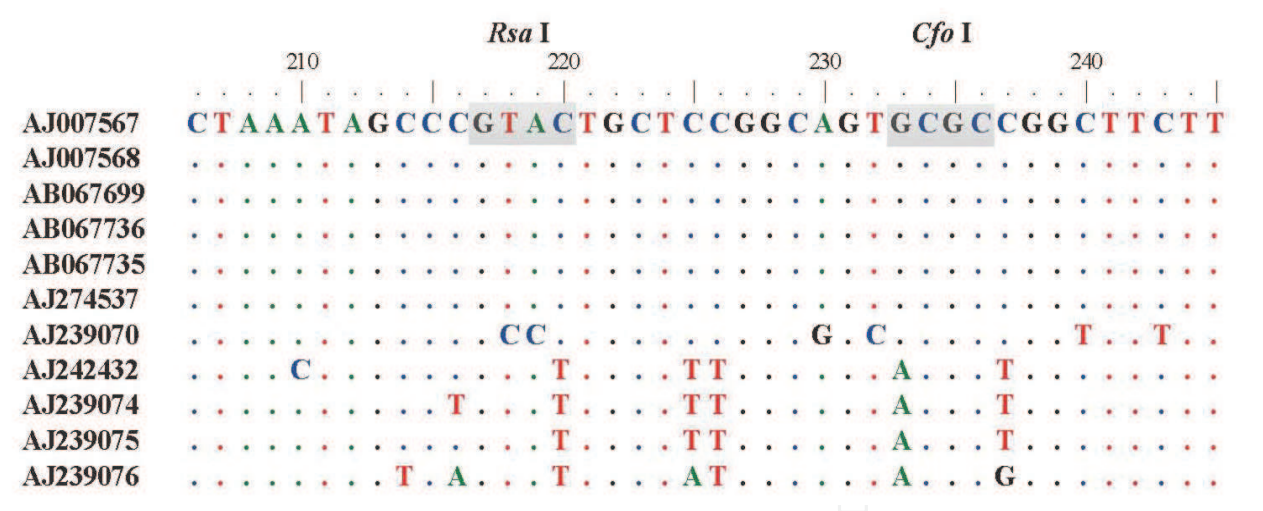 Rsa I Cfo I
210 220 230 240
AJ007567 CTAAATAGCCCGTACTGCTCCGGCAGTGCGCCGGCTTCTT
AJ007568 ........................................
AB067699 ........................................
AB067736 ........................................
AB067735 ........................................
AJ274537 ........................................
AJ239070 ............CC..........G.C.......T..T..
AJ242432 ....C.........T....TT......A...T........
AJ239074 ..........T...T....TT......A...T........
AJ239075 ..............T....TT......A...T........
AJ239076 ........T.A...T....AT......A...G........